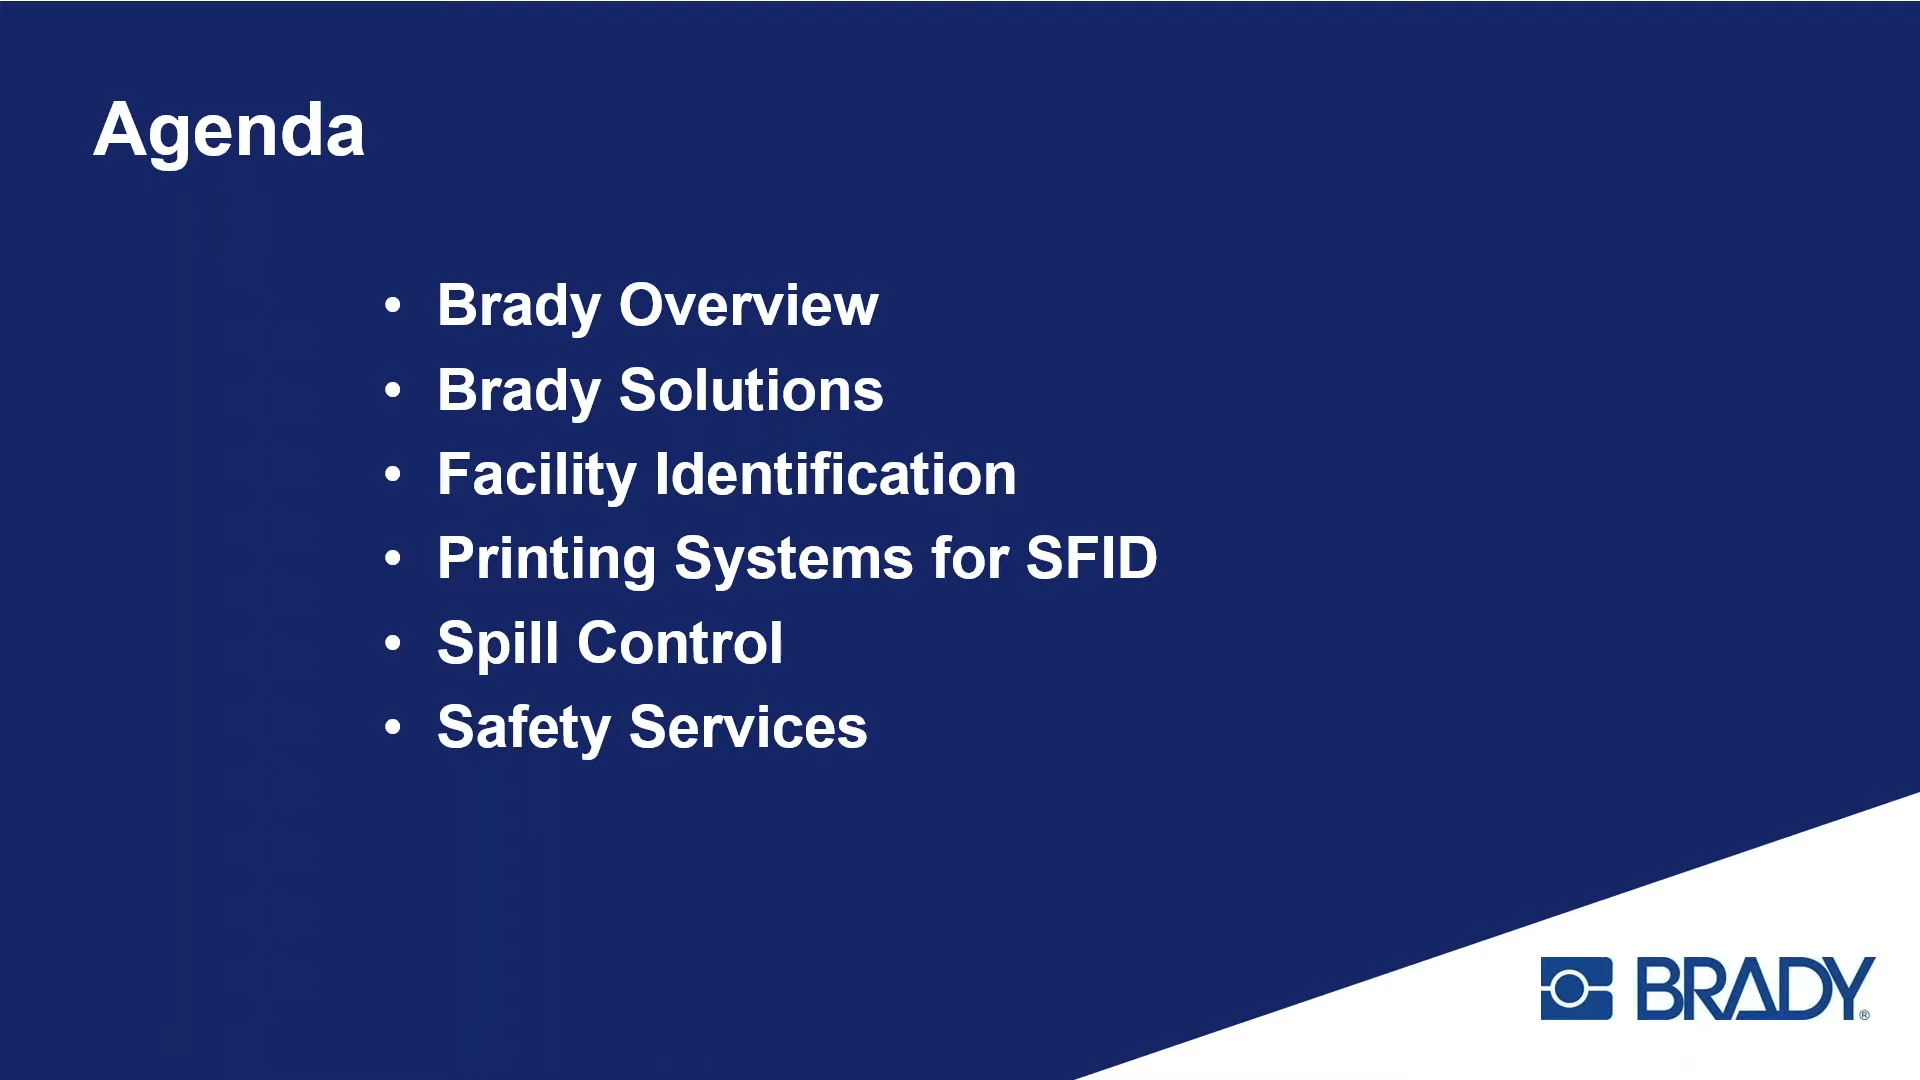 Agenda
• Brady Overview
• Brady Solutions
• Facility Identification
• Printing Systems for SFID
• Spill Control
• Safety Services
BRADY®